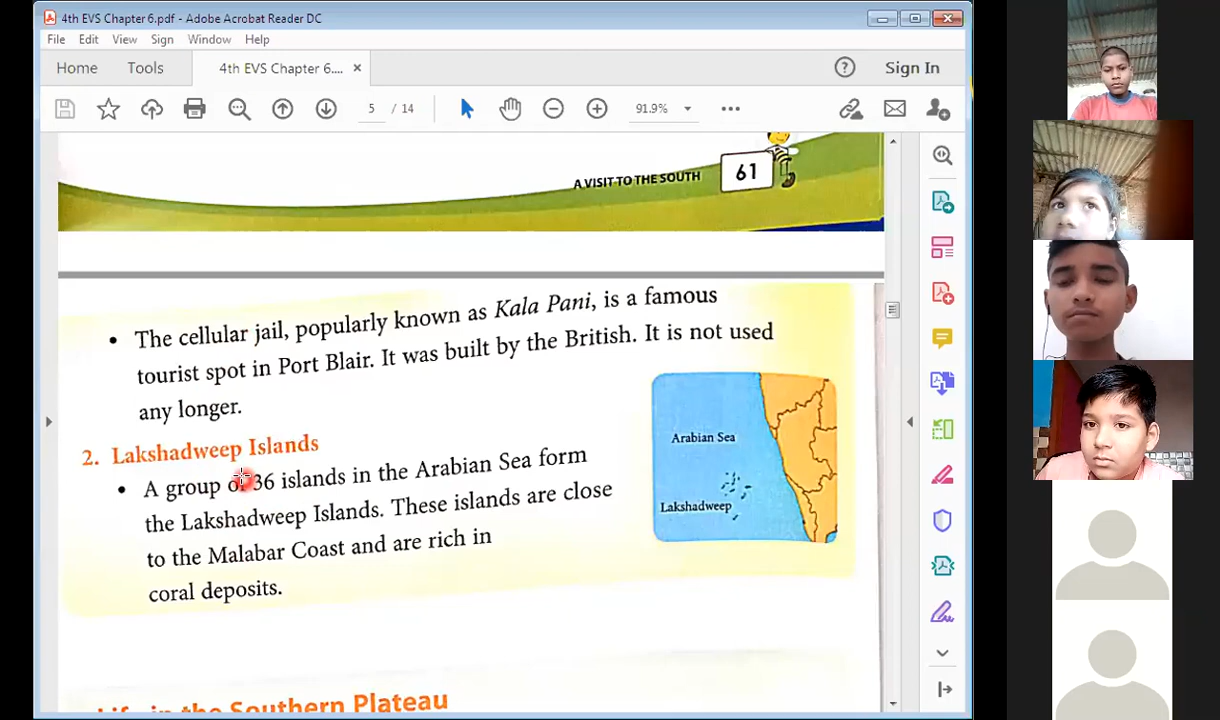 4th EVS Chapter 6.pdf - Adobe Acrobat Reader DC
File Edit View Sign Window Help
Home Tools 4th EVS Chapter 6.... × ? Sign In
5 / 14 91.9%
A VISIT TO THE SOUTH 61
• The cellular jail, popularly known as Kala Pani, is a famous
tourist spot in Port Blair. It was built by the British. It is not used
any longer.
2. Lakshadweep Islands
• A group of 36 islands in the Arabian Sea form
the Lakshadweep Islands. These islands are close
to the Malabar Coast and are rich in
coral deposits.
Arabian Sea
Lakshadweep
Life in the Southern Plateau